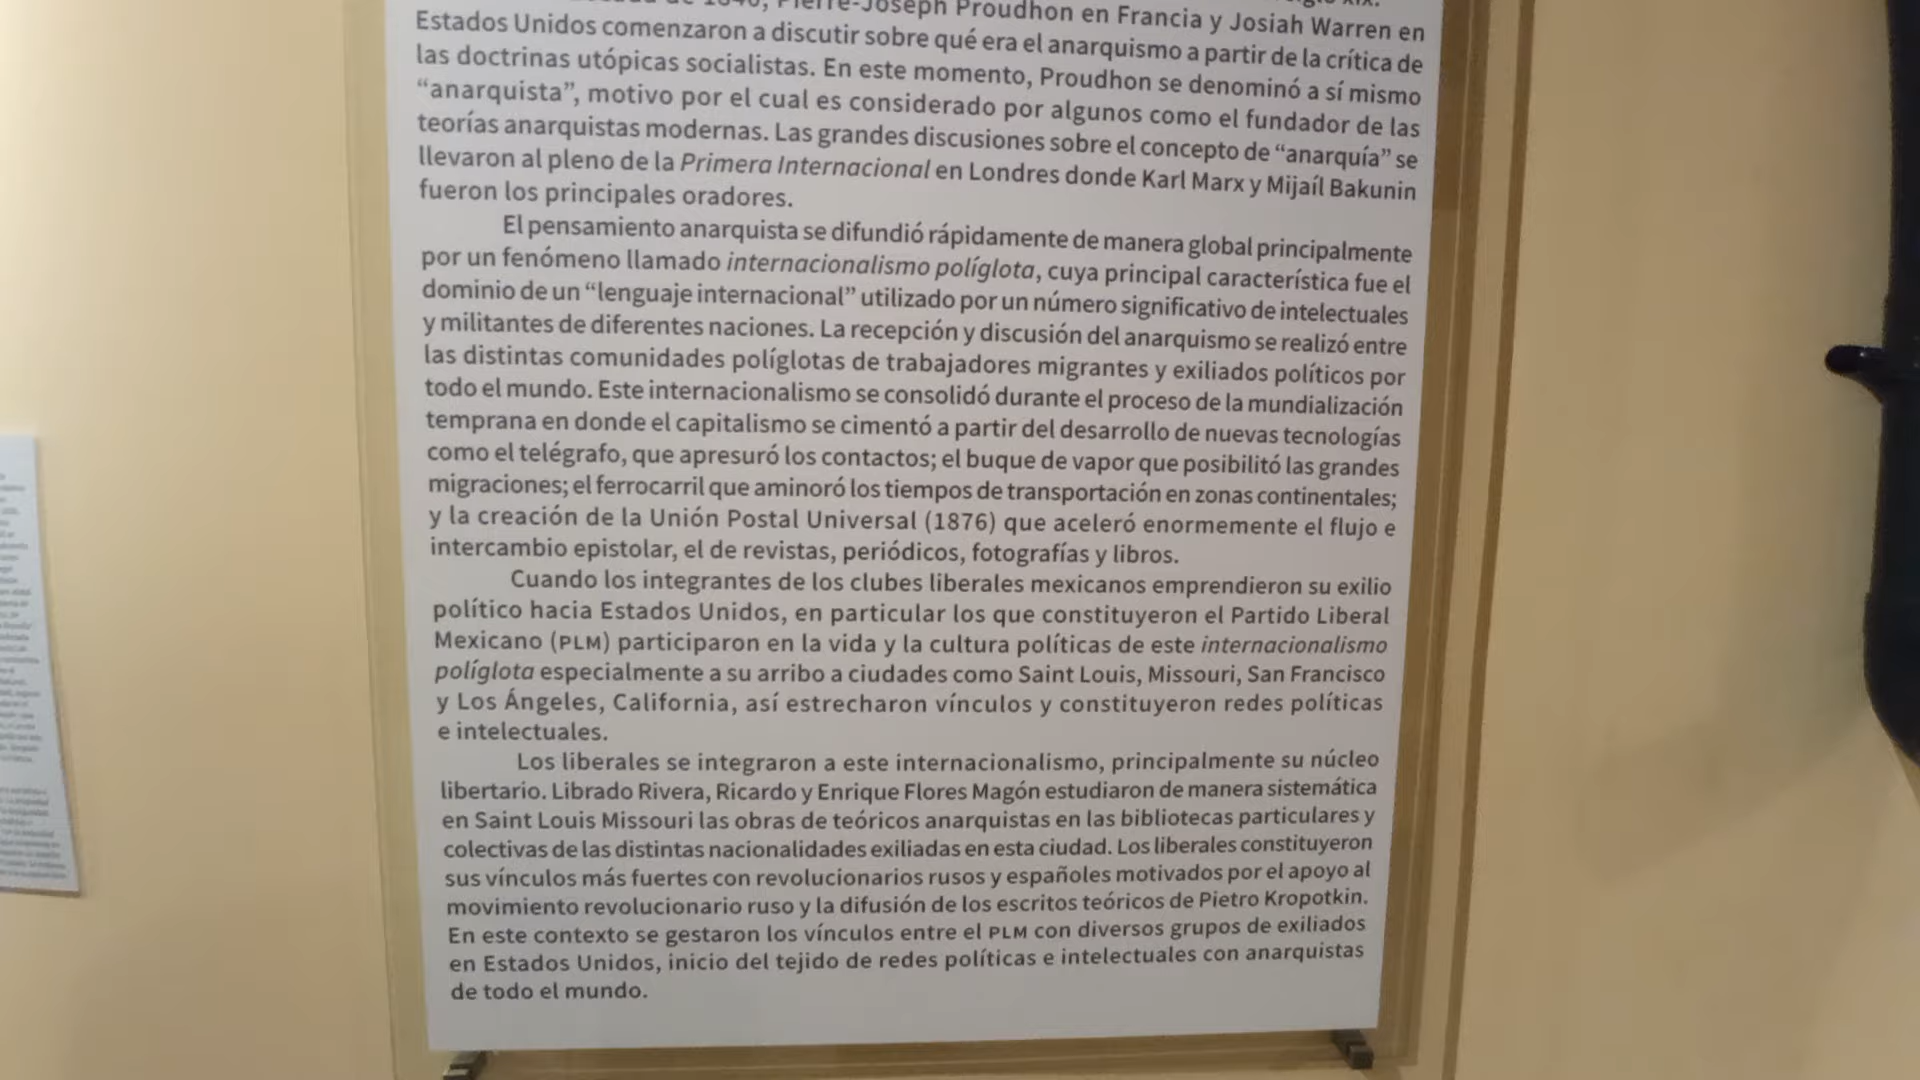 de 1840, Pierre-Joseph Proudhon en Francia y Josiah Warren en
Estados Unidos comenzaron a discutir sobre qué era el anarquismo a partir de la crítica de
las doctrinas utópicas socialistas. En este momento, Proudhon se denominó a sí mismo
“anarquista”, motivo por el cual es considerado por algunos como el fundador de las
teorías anarquistas modernas. Las grandes discusiones sobre el concepto de “anarquía” se
llevaron al pleno de la Primera Internacional en Londres donde Karl Marx y Mijaíl Bakunin
fueron los principales oradores.
El pensamiento anarquista se difundió rápidamente de manera global principalmente
por un fenómeno llamado internacionalismo políglota, cuya principal característica fue el
dominio de un “lenguaje internacional” utilizado por un número significativo de intelectuales
y militantes de diferentes naciones. La recepción y discusión del anarquismo se realizó entre
las distintas comunidades políglotas de trabajadores migrantes y exiliados políticos por
todo el mundo. Este internacionalismo se consolidó durante el proceso de la mundialización
temprana en donde el capitalismo se cimentó a partir del desarrollo de nuevas tecnologías
como el telégrafo, que apresuró los contactos; el buque de vapor que posibilitó las grandes
migraciones; el ferrocarril que aminoró los tiempos de transportación en zonas continentales;
y la creación de la Unión Postal Universal (1876) que aceleró enormemente el flujo e
intercambio epistolar, el de revistas, periódicos, fotografías y libros.
Cuando los integrantes de los clubes liberales mexicanos emprendieron su exilio
político hacia Estados Unidos, en particular los que constituyeron el Partido Liberal
Mexicano (PLM) participaron en la vida y la cultura políticas de este internacionalismo
políglota especialmente a su arribo a ciudades como Saint Louis, Missouri, San Francisco
y Los Ángeles, California, así estrecharon vínculos y constituyeron redes políticas
e intelectuales.
Los liberales se integraron a este internacionalismo, principalmente su núcleo
libertario. Librado Rivera, Ricardo y Enrique Flores Magón estudiaron de manera sistemática
en Saint Louis Missouri las obras de teóricos anarquistas en las bibliotecas particulares y
colectivas de las distintas nacionalidades exiliadas en esta ciudad. Los liberales constituyeron
sus vínculos más fuertes con revolucionarios rusos y españoles motivados por el apoyo al
movimiento revolucionario ruso y la difusión de los escritos teóricos de Pietro Kropotkin.
En este contexto se gestaron los vínculos entre el PLM con diversos grupos de exiliados
en Estados Unidos, inicio del tejido de redes políticas e intelectuales con anarquistas
de todo el mundo.